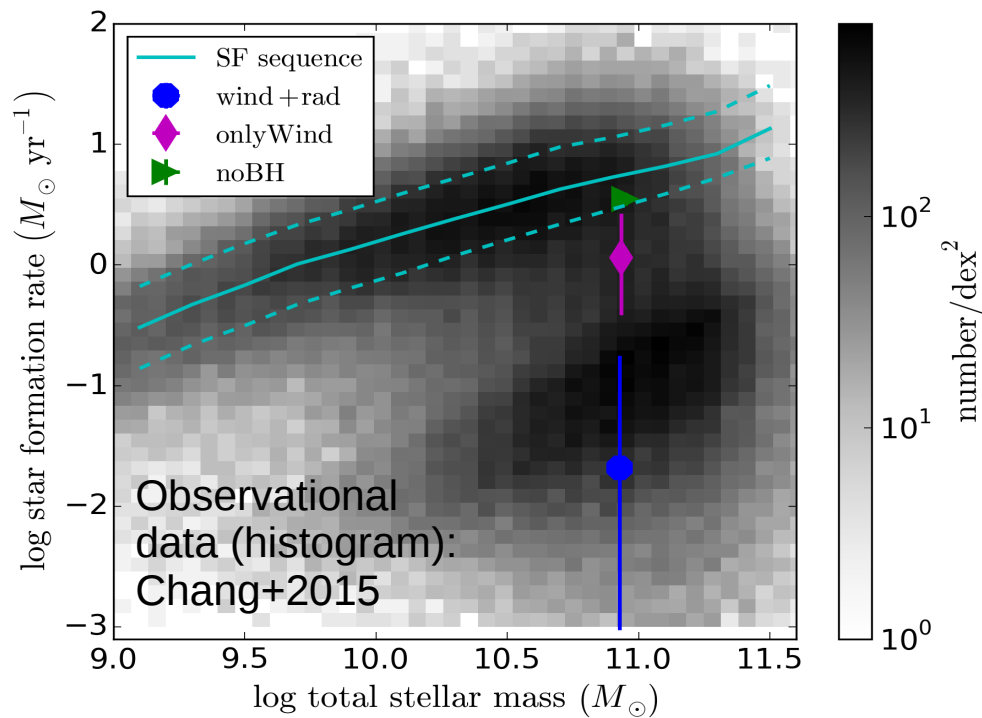 2
1
0
−1
−2
−3
9.0 9.5 10.0 10.5 11.0 11.5
log star formation rate (M⊙ yr⁻¹)
log total stellar mass (M⊙)
SF sequence
wind+rad
onlyWind
noBH
Observational
data (histogram):
Chang+2015
10²
10¹
10⁰
number/dex²